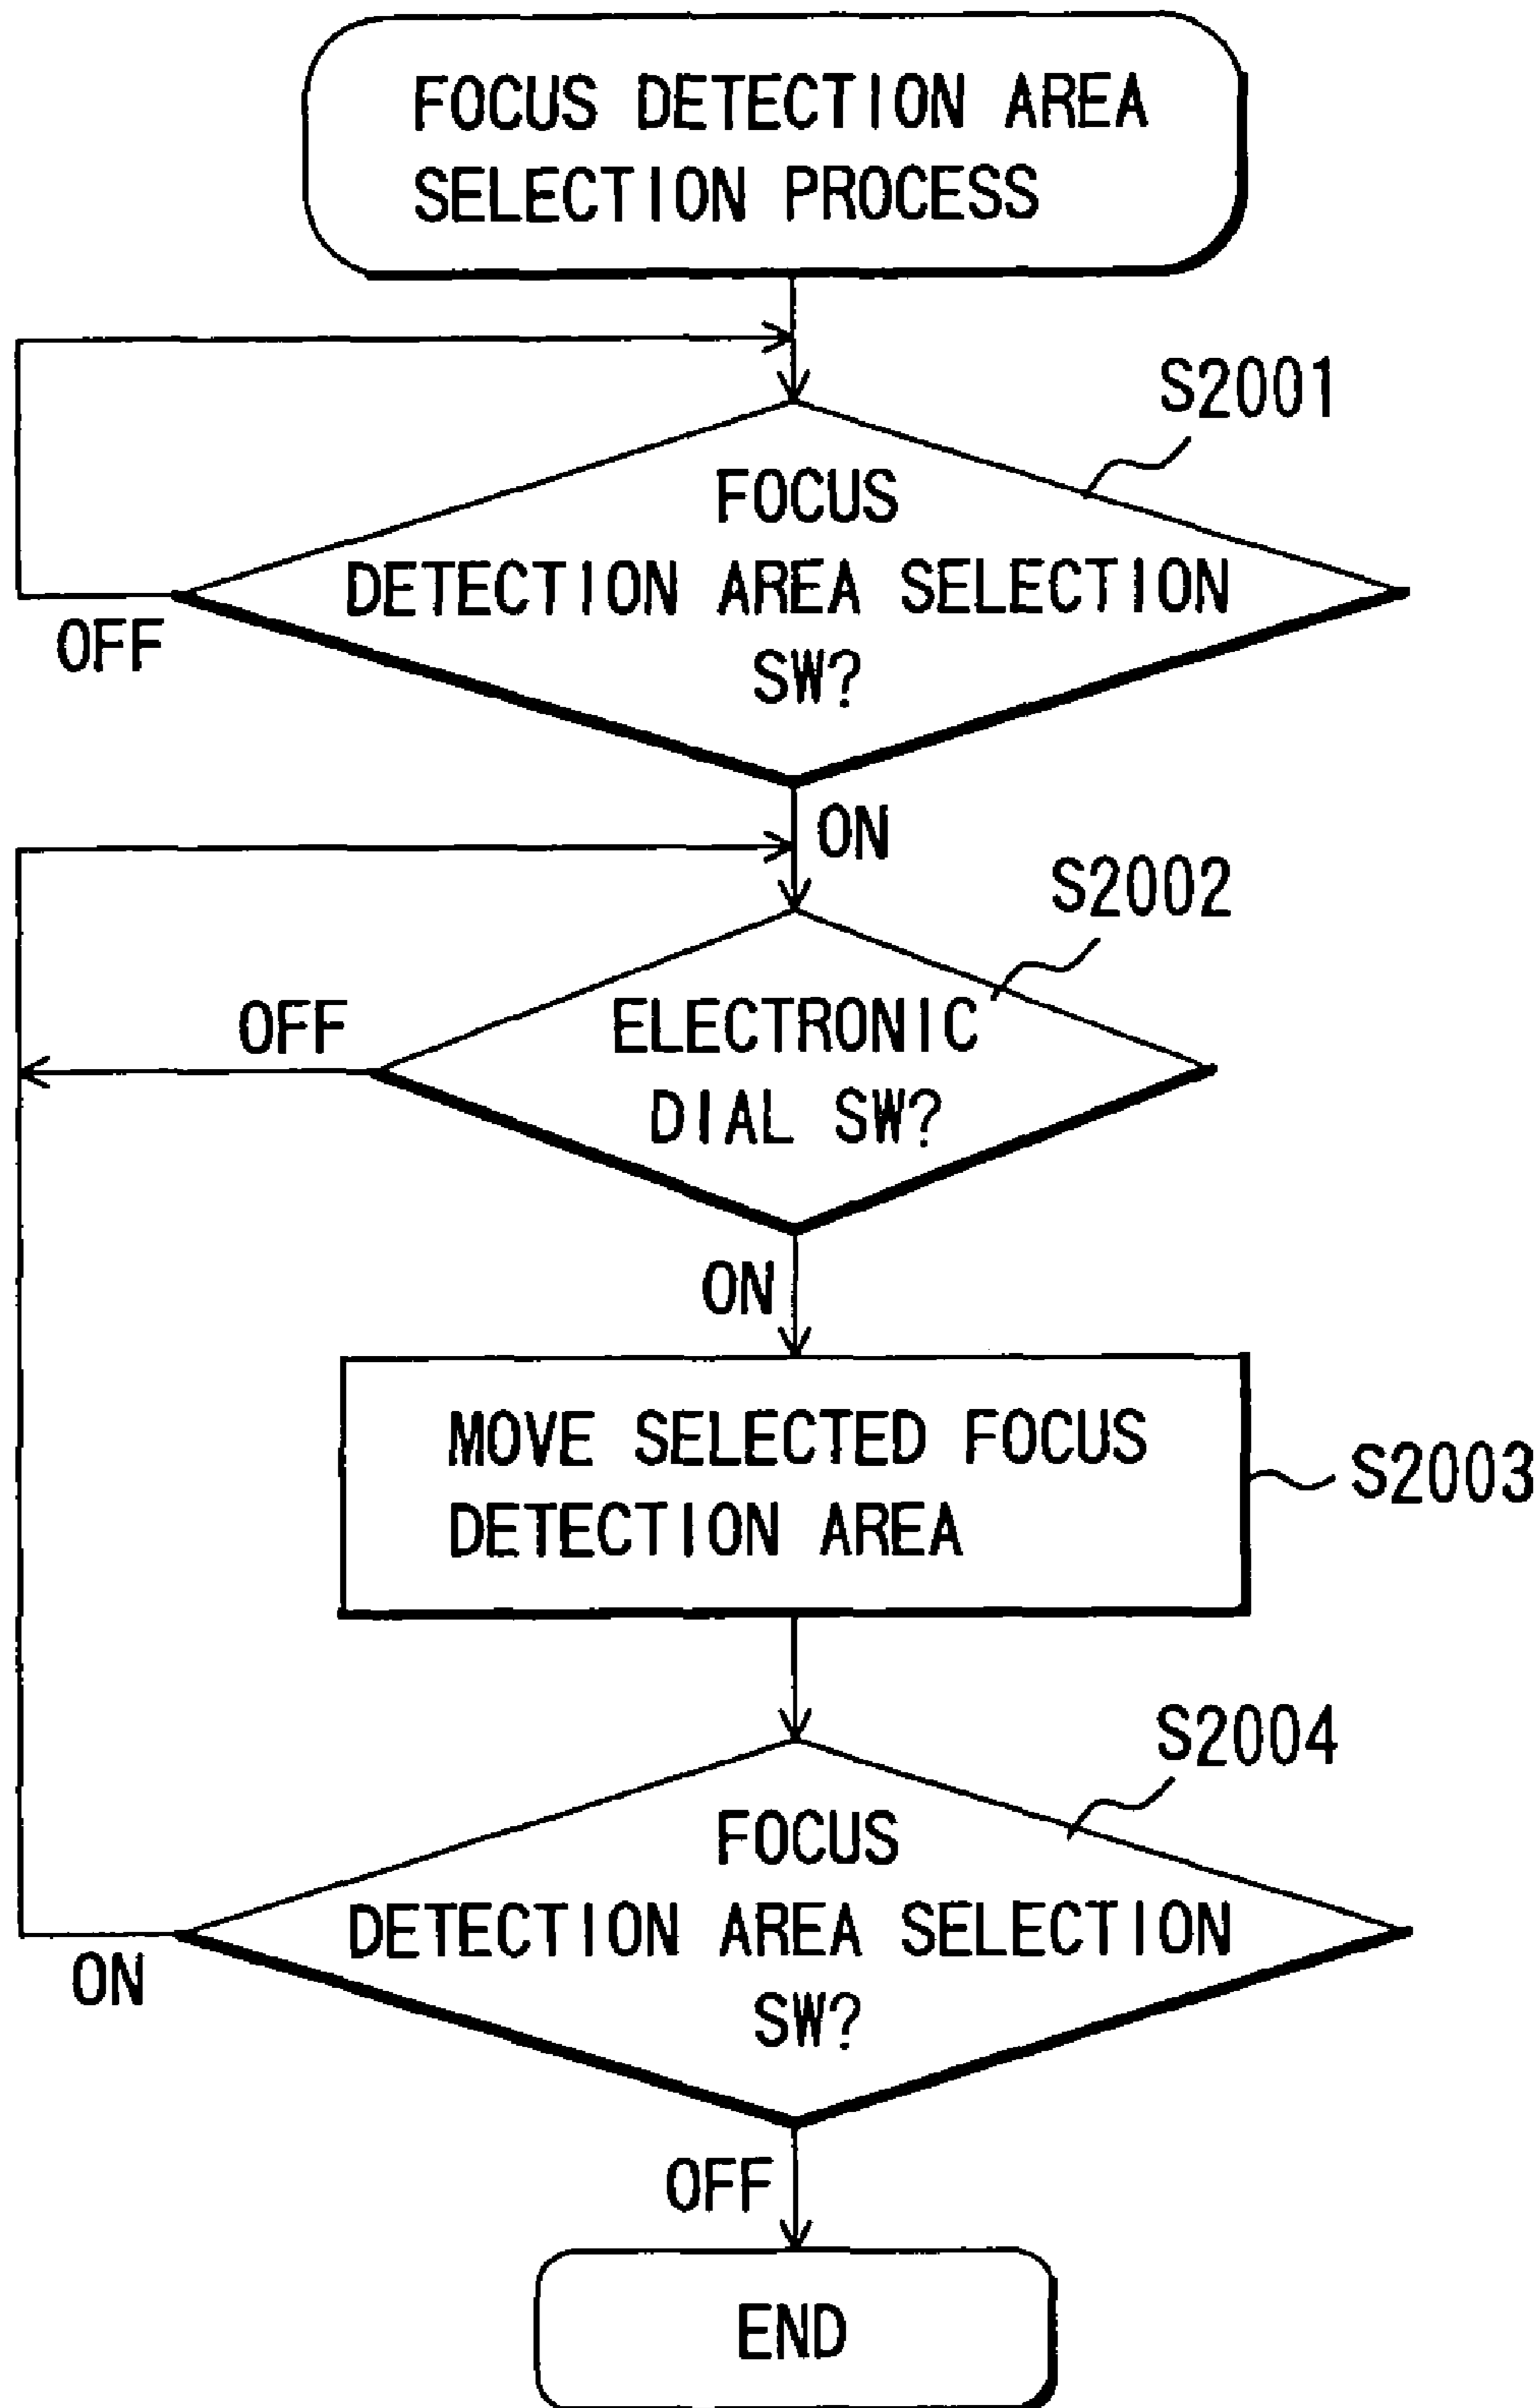 FOCUS DETECTION AREA
SELECTION PROCESS
S2001
FOCUS
DETECTION AREA SELECTION
SW?
OFF
ON
S2002
OFF
ELECTRONIC
DIAL SW?
ON
MOVE SELECTED FOCUS
DETECTION AREA
S2003
S2004
FOCUS
DETECTION AREA SELECTION
SW?
ON
OFF
END